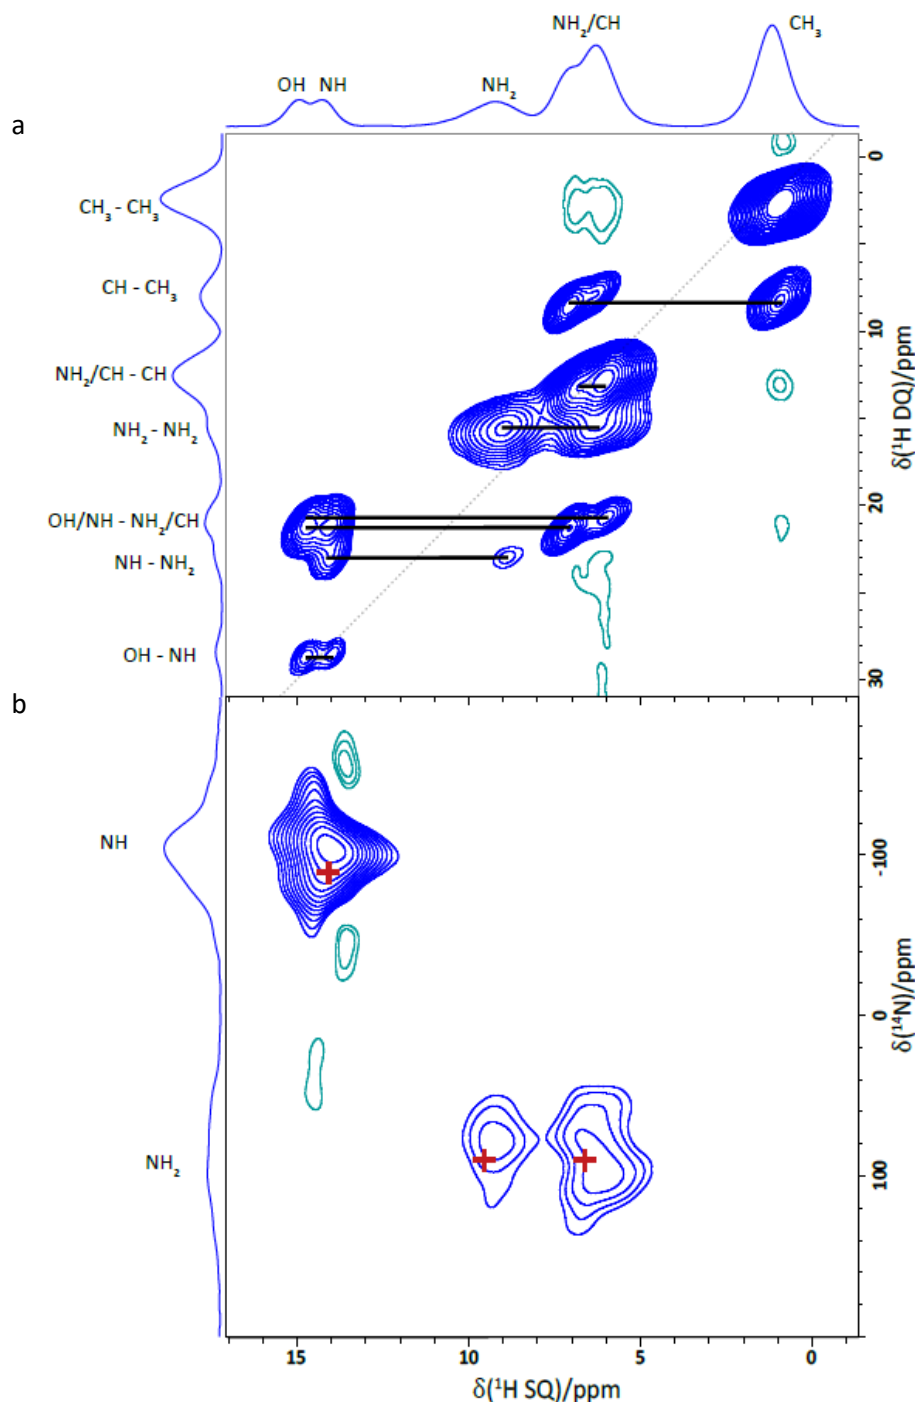 NH₂/CH
CH₃
OH NH
NH₂
a
0
CH₃ - CH₃
CH - CH₃
10
NH₂/CH - CH
NH₂ - NH₂
δ(¹H DQ)/ppm
20
OH/NH - NH₂/CH
NH - NH₂
OH - NH
30
b
NH
-100
0
δ(¹⁴N)/ppm
NH₂
100
15 10 5 0
δ(¹H SQ)/ppm